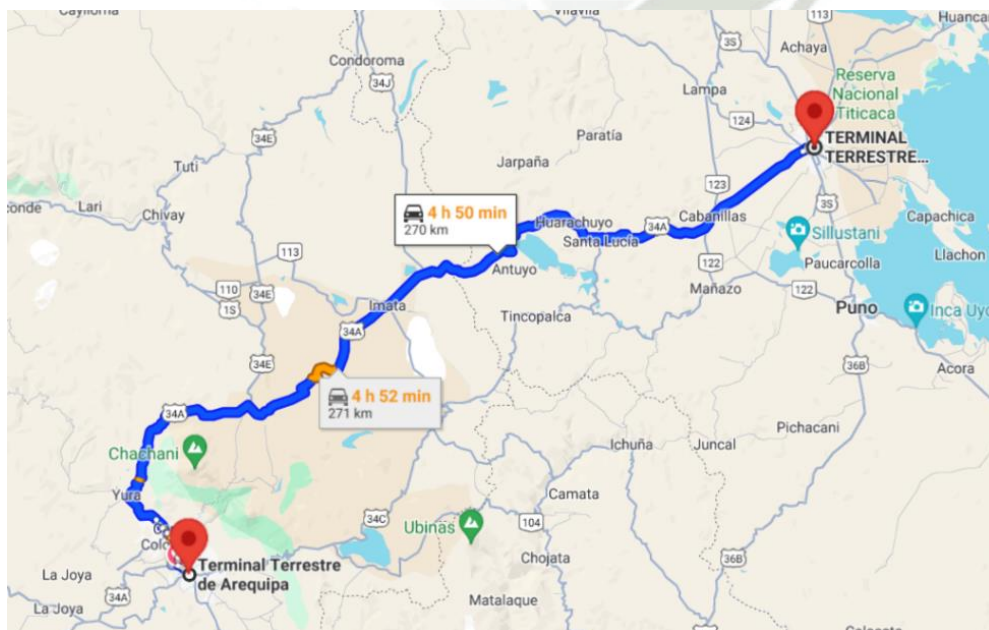 Caylloma
Vilavila
113
Huancan
Condoroma
34J
3S
Achaya
Lampa
Reserva
Nacional
Titicaca
34E
124
Paratía
TERMINAL
TERRESTRE...
Tuti
Jarpaña
123
conde
Lari
Chivay
4 h 50 min
270 km
Huarachuyo
34A
Cabanillas
3S
Capachica
Santa Lucía
Sillustani
Llachon
113
Antuyo
122
Paucarcolla
110
34E
Mañazo
122
1S
Imata
Puno
Inca Uyo
Tincopalca
34A
34E
36B
Acora
4 h 52 min
271 km
34A
Pichacani
Chachani
Ichuña
Juncal
Yura
Camata
34C
Ubinas
104
36B
Chojata
La Joya
Terminal Terrestre
de Arequipa
34A
La Joya
Matalaque